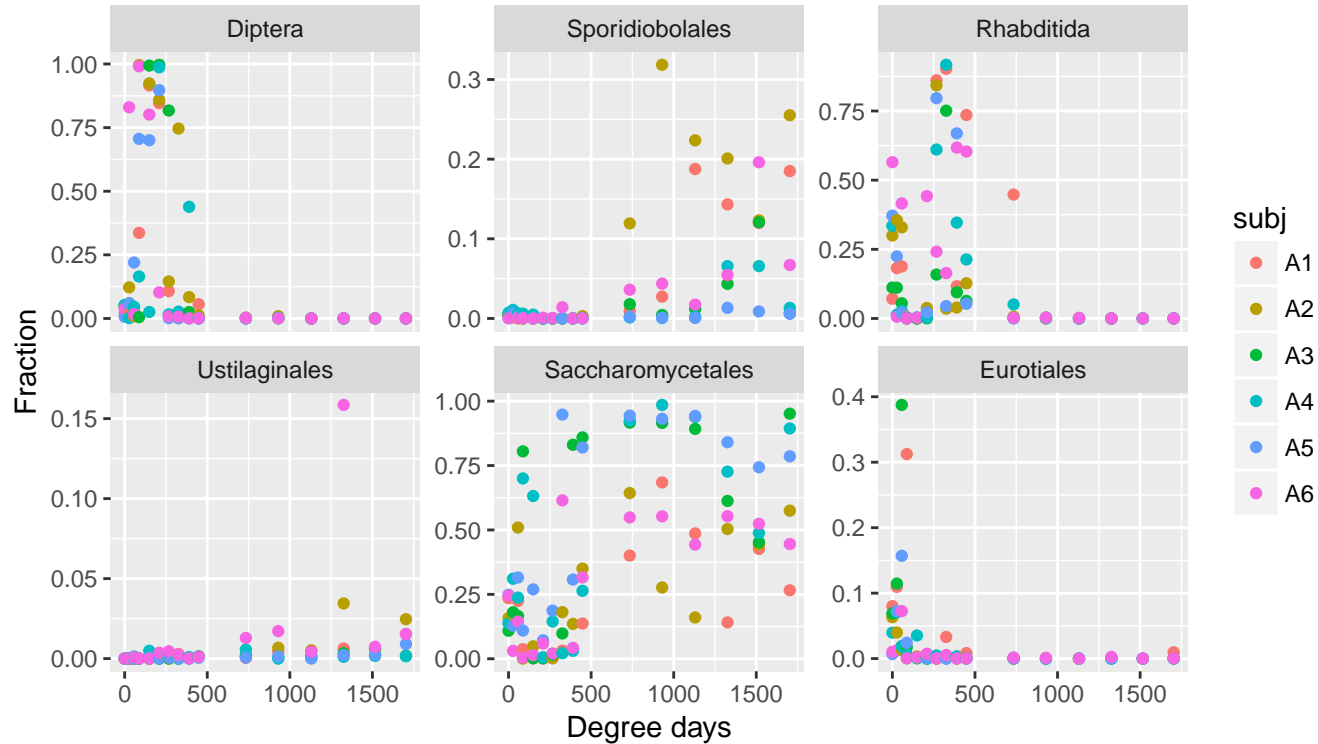 Diptera
Sporidiobolales
Rhabditida
1.00
0.75
0.50
0.25
0.00
0.3
0.2
0.1
0.0
0.75
0.50
0.25
0.00
Ustilaginales
Saccharomycetales
Eurotiales
0.15
0.10
0.05
0.00
1.00
0.75
0.50
0.25
0.00
0.4
0.3
0.2
0.1
0.0
0 500 1000 1500
0 500 1000 1500
0 500 1000 1500
Degree days
Fraction
subj
A1
A2
A3
A4
A5
A6